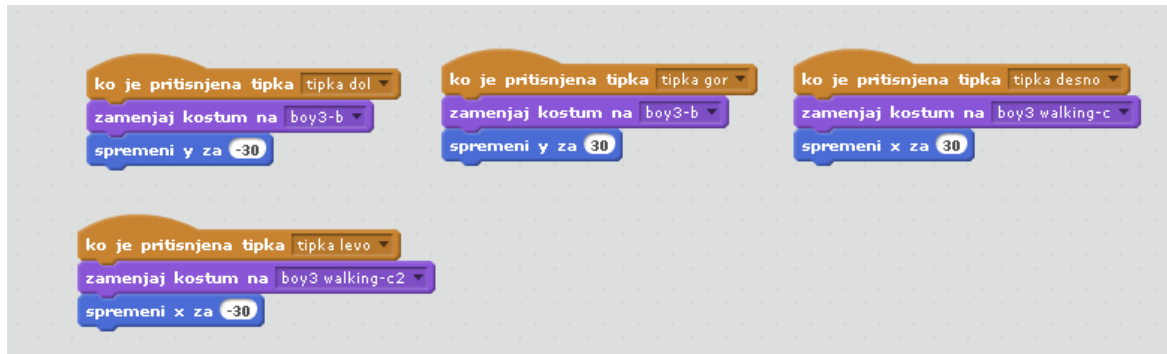 ko je pritisnjena tipka tipka dol
zamenjaj kostum na boy3-b
spremeni y za -30
ko je pritisnjena tipka tipka gor
zamenjaj kostum na boy3-b
spremeni y za 30
ko je pritisnjena tipka tipka desno
zamenjaj kostum na boy3 walking-c
spremeni x za 30
ko je pritisnjena tipka tipka levo
zamenjaj kostum na boy3 walking-c2
spremeni x za -30